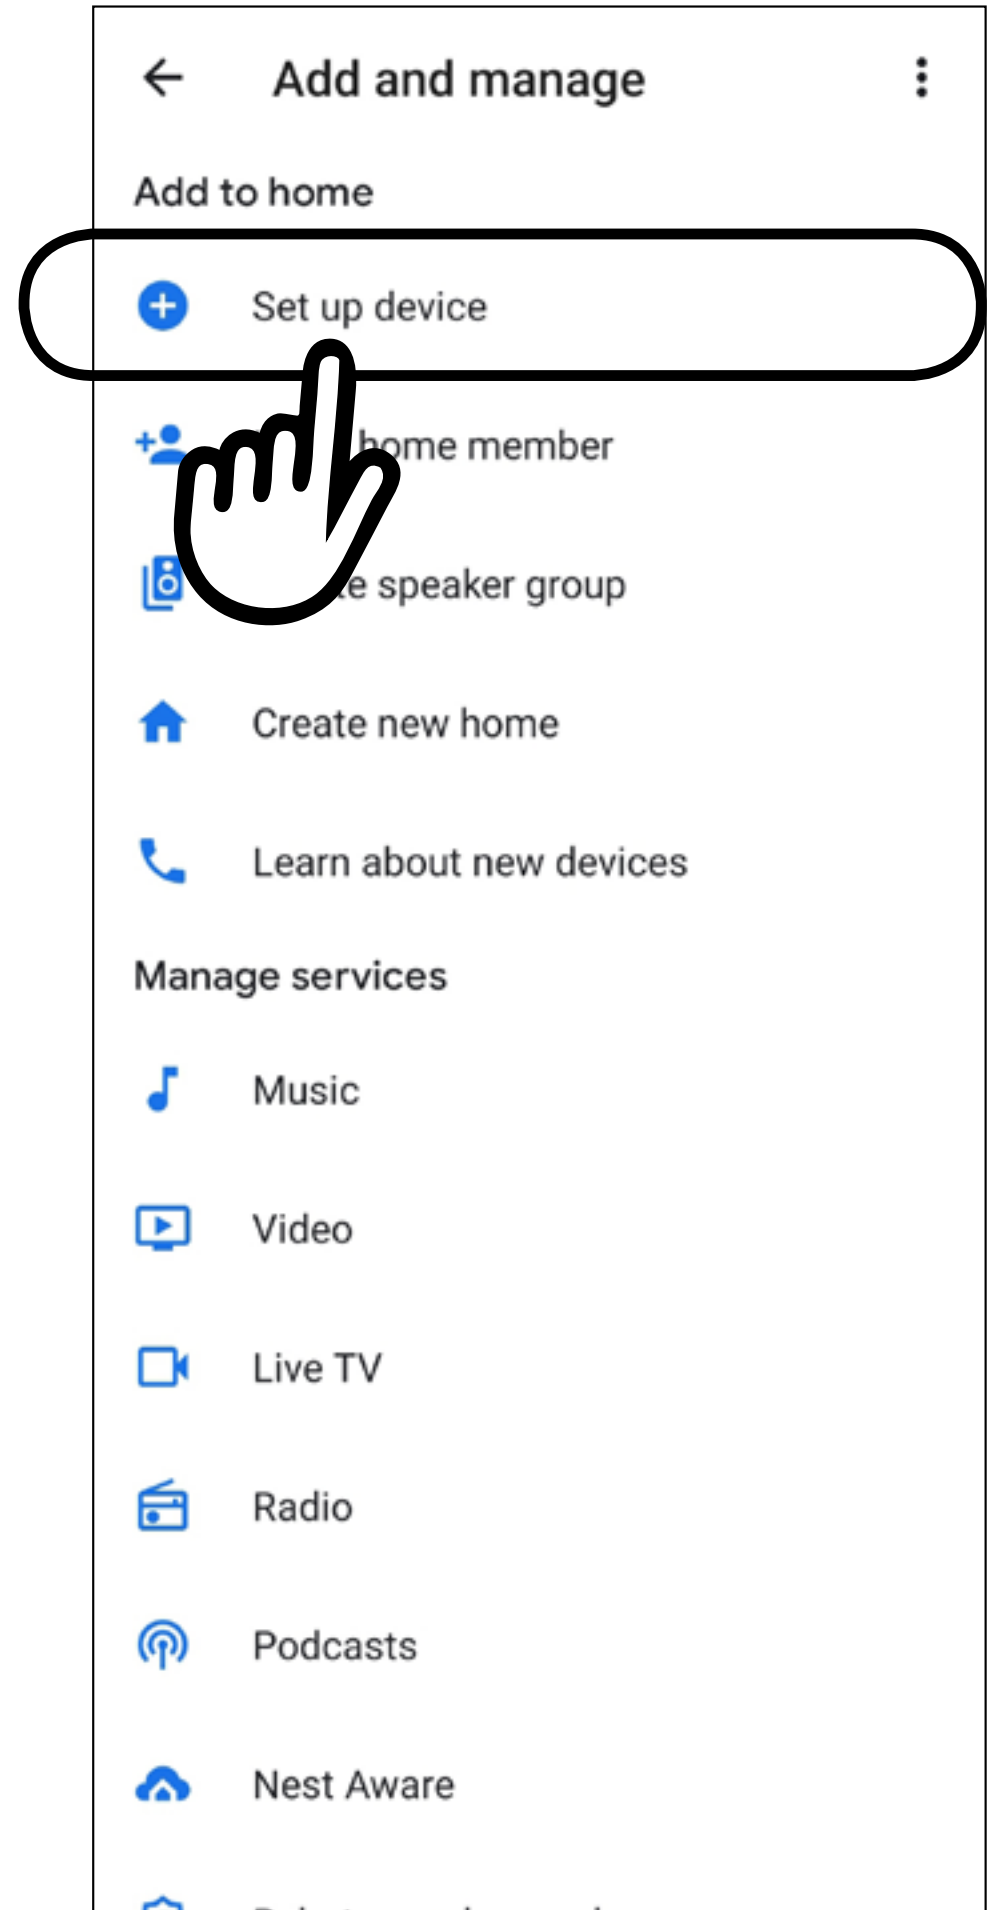 Add and manage
Add to home
Set up device
home member
speaker group
Create new home
Learn about new devices
Manage services
Music
Video
Live TV
Radio
Podcasts
Nest Aware